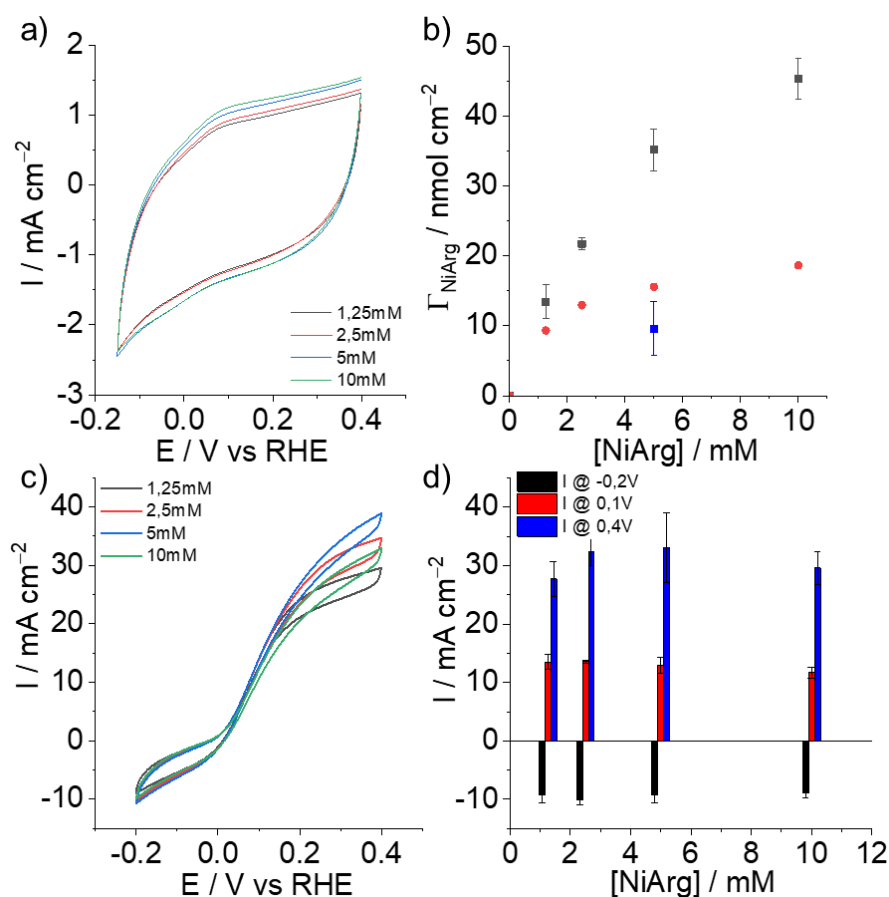 a)
I / mA cm⁻²
2
1
0
-1
-2
-3
-0.2
0.0
0.2
0.4
E / V vs RHE
1,25mM
2,5mM
5mM
10mM
b)
Γ_NiArg / nmol cm⁻²
50
40
30
20
10
0
0
2
4
6
8
10
[NiArg] / mM
c)
I / mA cm⁻²
40
30
20
10
0
-10
-0.2
0.0
0.2
0.4
E / V vs RHE
1,25mM
2,5mM
5mM
10mM
d)
I / mA cm⁻²
40
30
20
10
0
-10
0
2
4
6
8
10
12
[NiArg] / mM
I @ -0,2V
I @ 0,1V
I @ 0,4V